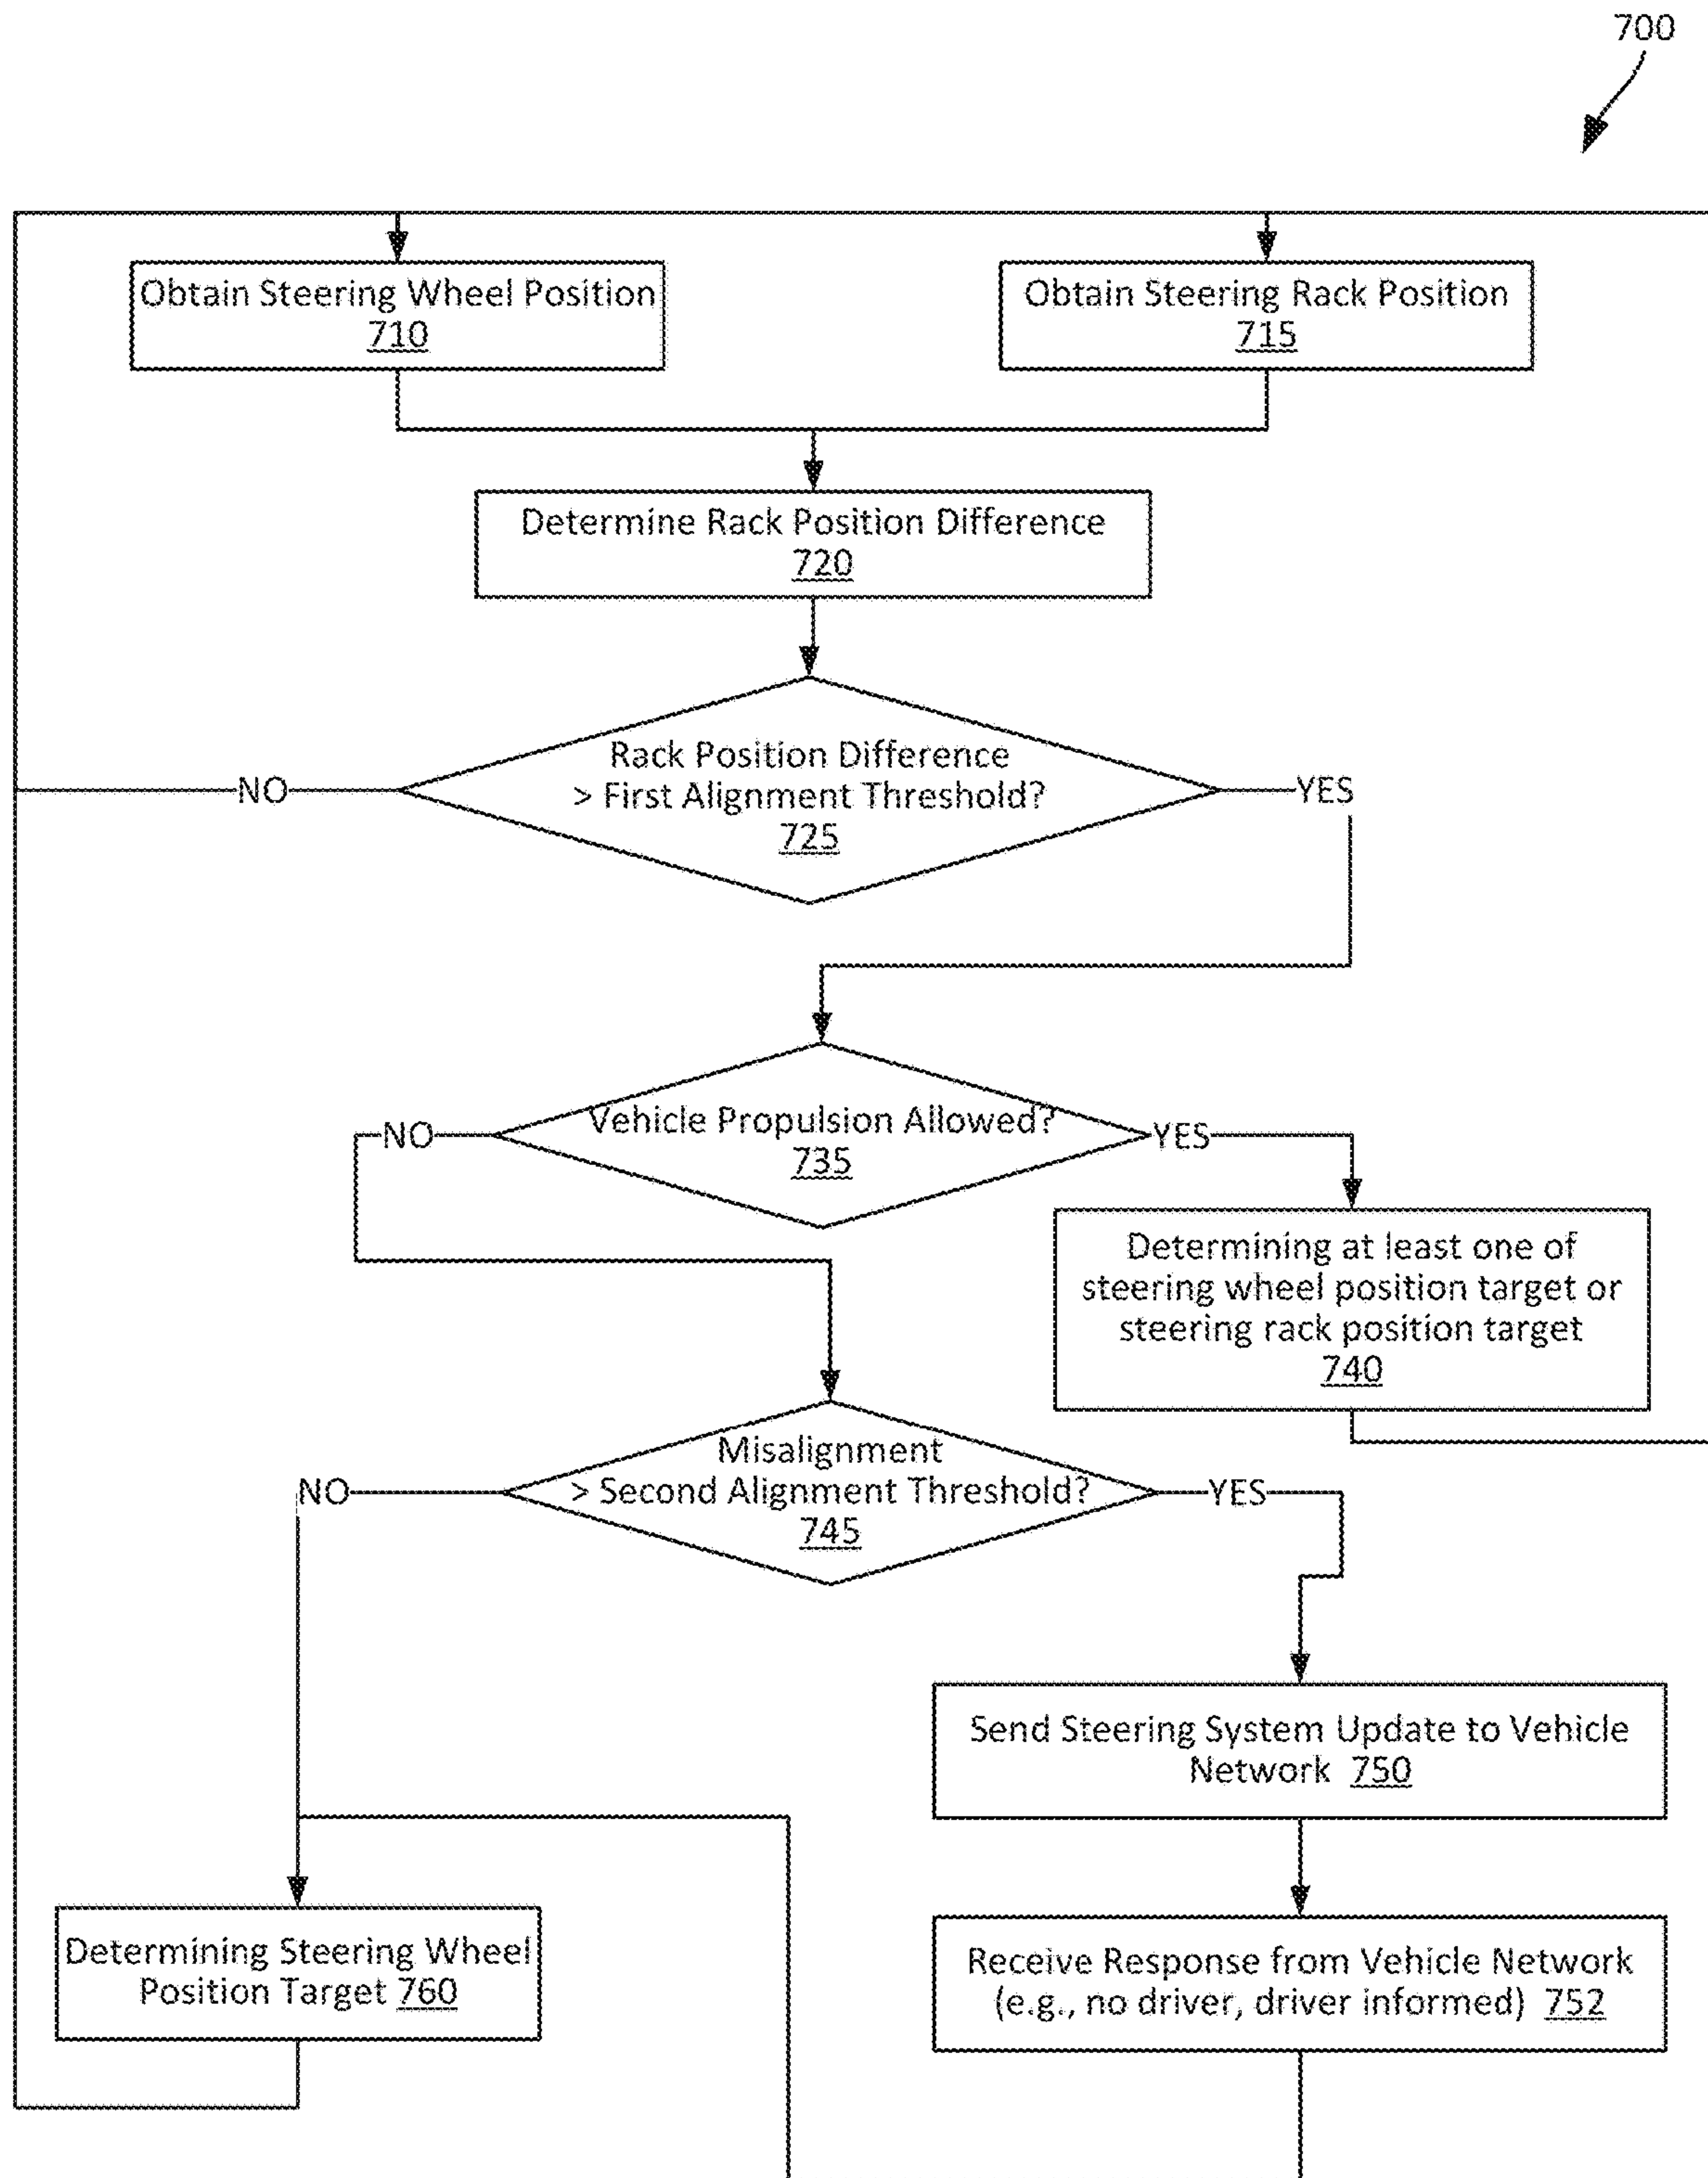 700
Obtain Steering Wheel Position
710
Obtain Steering Rack Position
715
Determine Rack Position Difference
720
Rack Position Difference
> First Alignment Threshold?
725
NO
YES
Vehicle Propulsion Allowed?
735
NO
YES
Determining at least one of
steering wheel position target or
steering rack position target
740
Misalignment
> Second Alignment Threshold?
745
NO
YES
Send Steering System Update to Vehicle
Network 750
Determining Steering Wheel
Position Target 760
Receive Response from Vehicle Network
(e.g., no driver, driver informed) 752